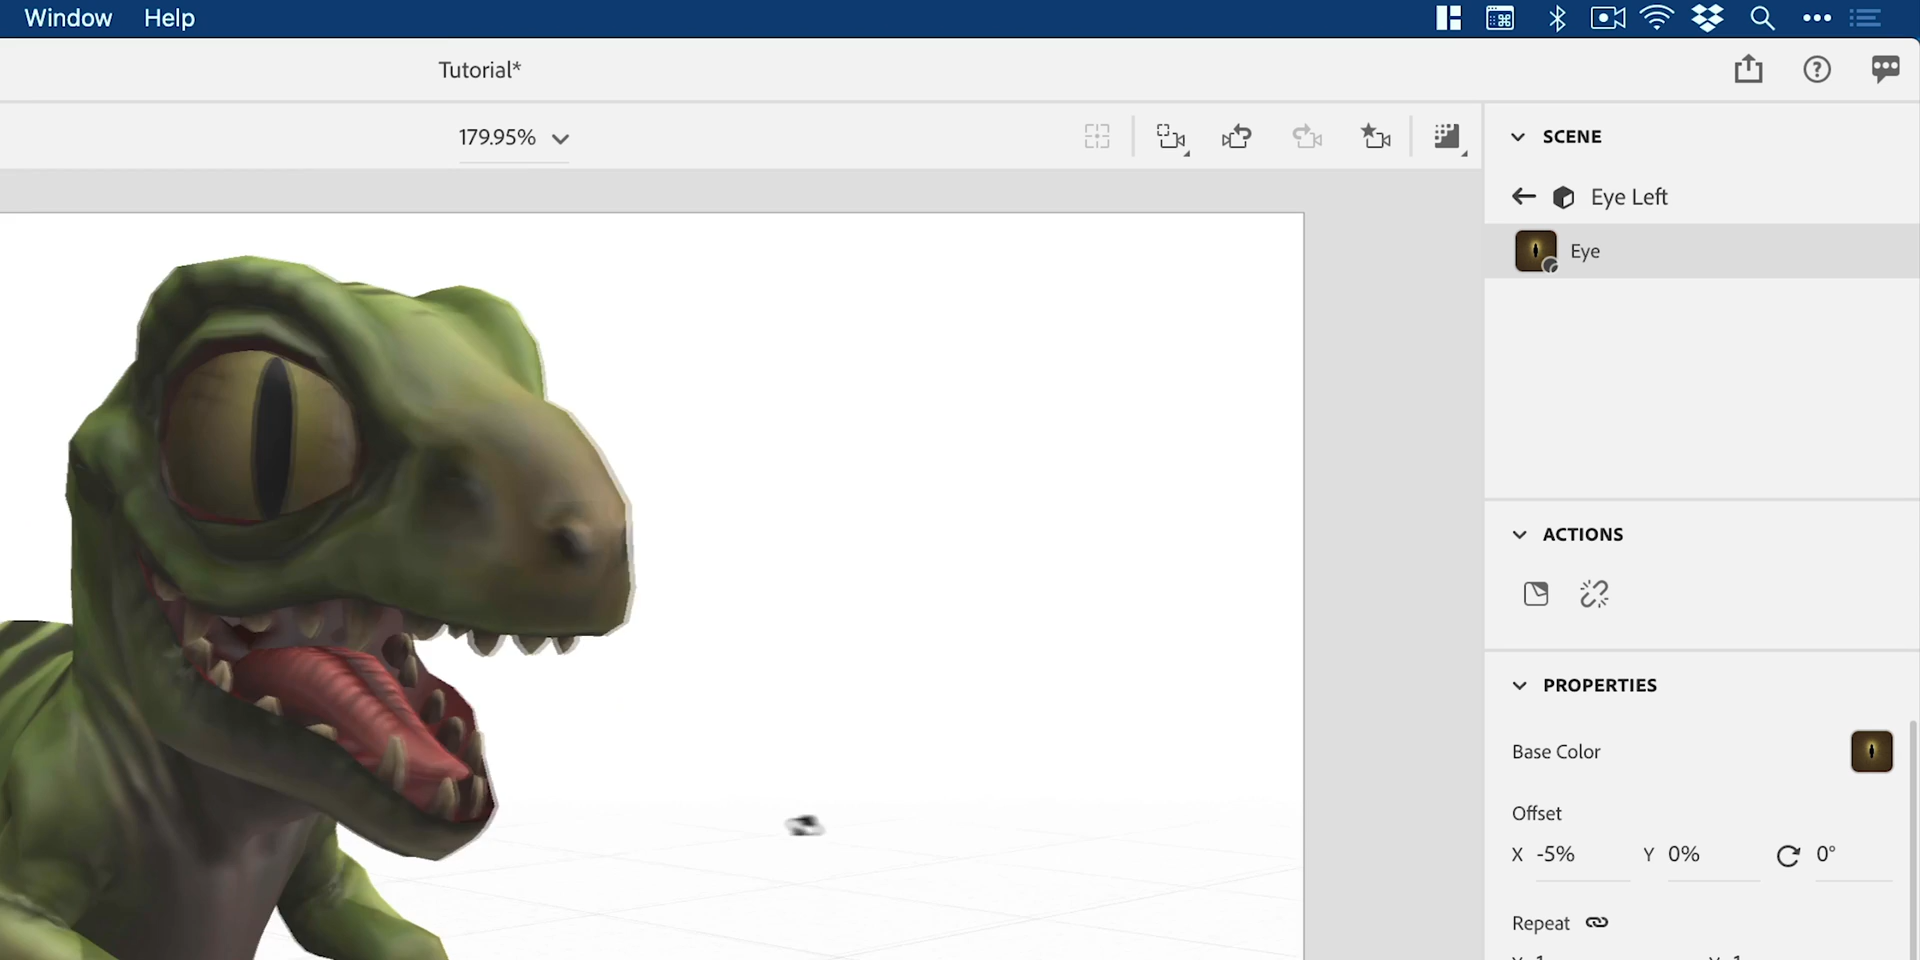 Window Help
Tutorial*
179.95%
SCENE
Eye Left
Eye
ACTIONS
PROPERTIES
Base Color
Offset
X -5% Y 0% 0°
Repeat